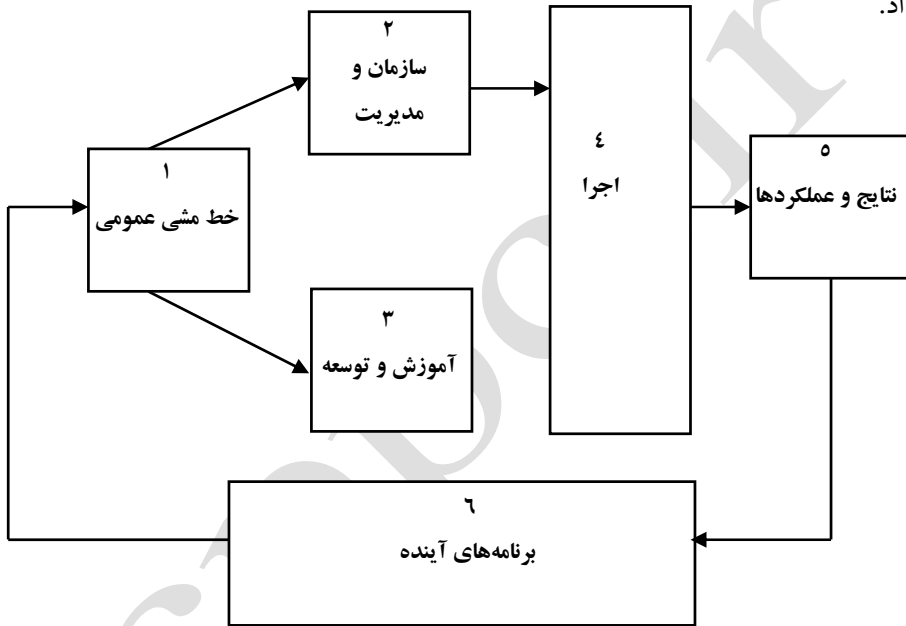 اد.
۲
سازمان و
مدیریت
۱
خط مشی عمومی
٤
اجرا
۵
نتایج و عملکردها
۳
آموزش و توسعه
٦
برنامه‌های آینده